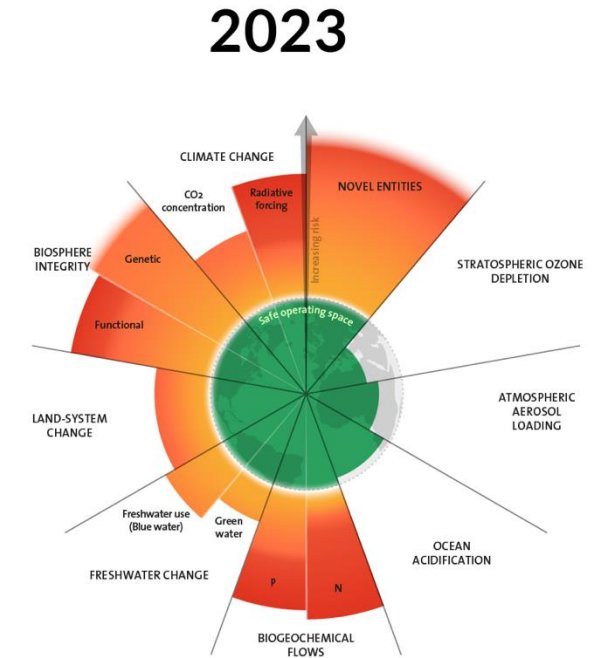 2023
CLIMATE CHANGE
CO2
concentration
Radiative
forcing
NOVEL ENTITIES
Increasing risk
STRATOSPHERIC OZONE
DEPLETION
BIOSPHERE
INTEGRITY
Genetic
Functional
Safe operating space
ATMOSPHERIC
AEROSOL
LOADING
LAND-SYSTEM
CHANGE
Freshwater use
(Blue water)
Green
water
FRESHWATER CHANGE
OCEAN
ACIDIFICATION
P
N
BIOGEOCHEMICAL
FLOWS